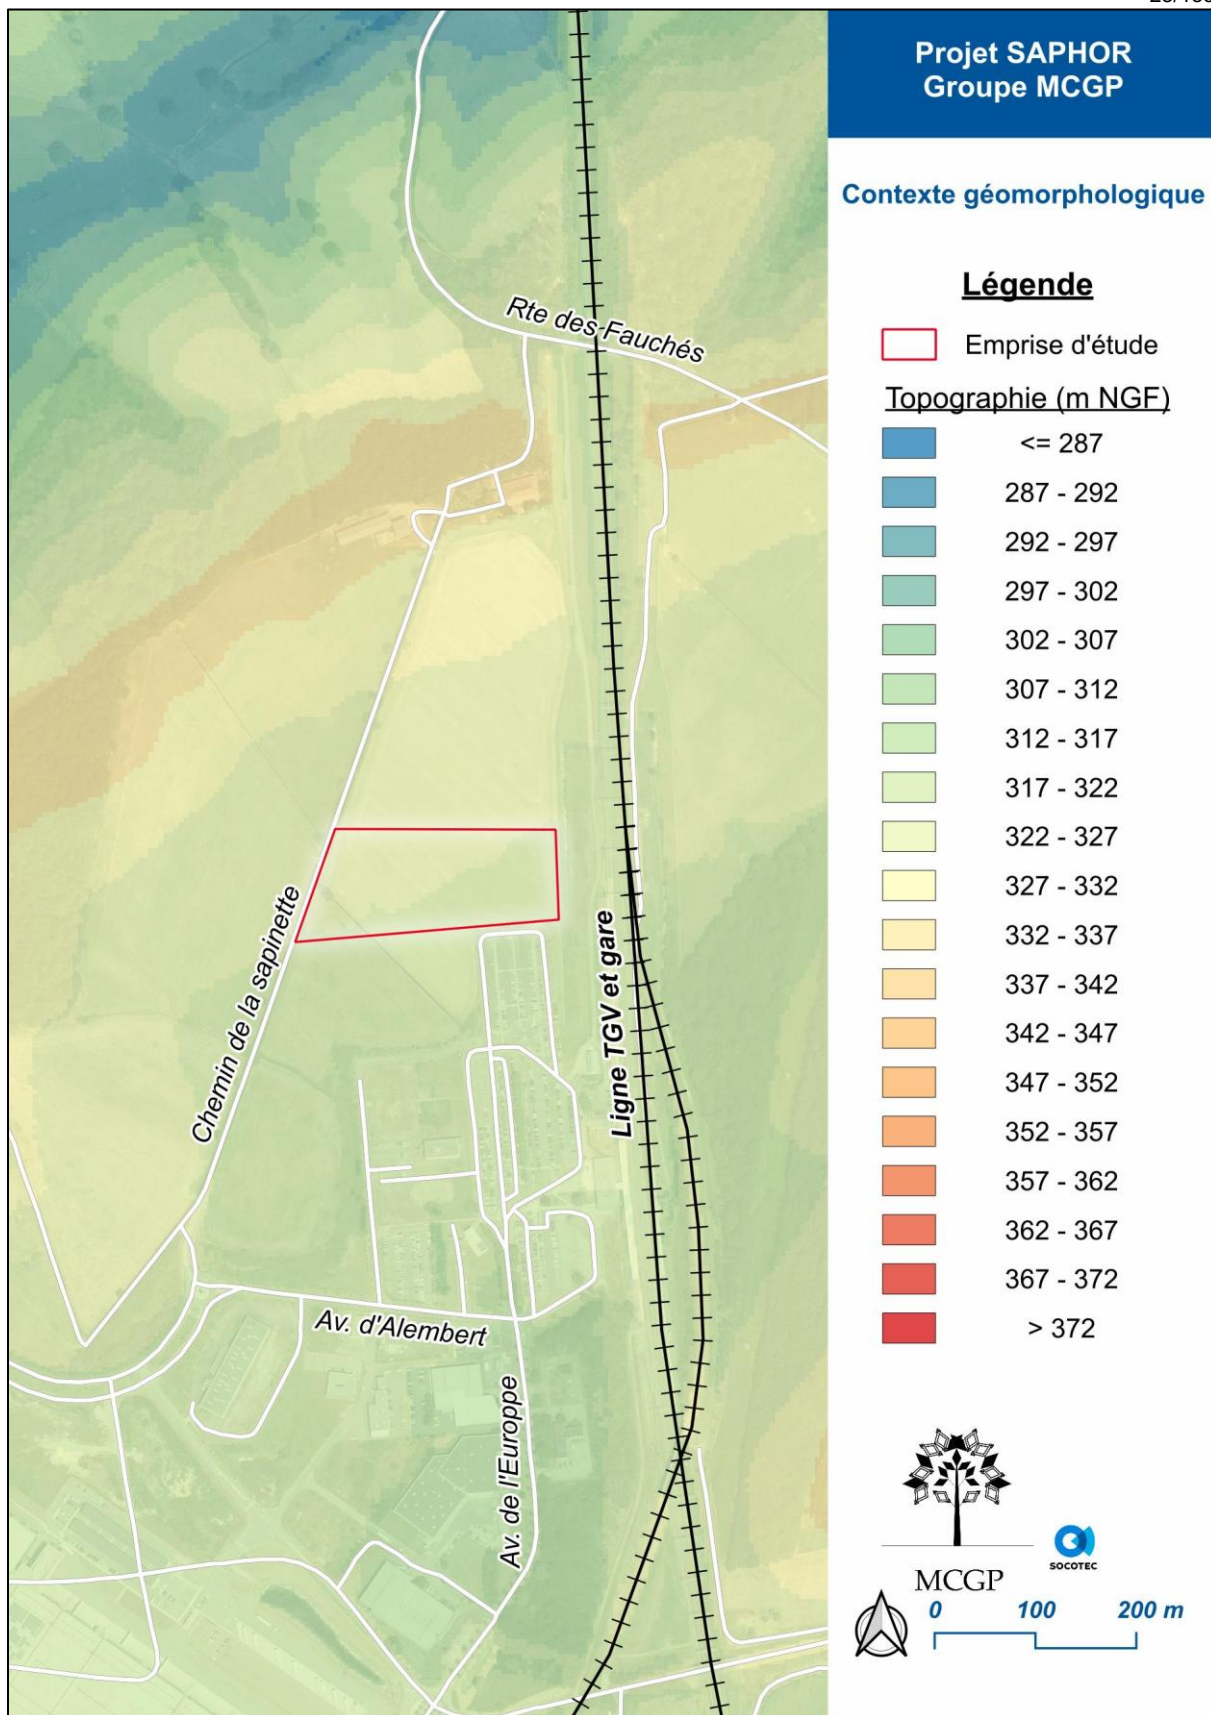 Projet SAPHOR
Groupe MCGP
Contexte géomorphologique
Légende
Emprise d'étude
Topographie (m NGF)
<= 287
287 - 292
292 - 297
297 - 302
302 - 307
307 - 312
312 - 317
317 - 322
322 - 327
327 - 332
332 - 337
337 - 342
342 - 347
347 - 352
352 - 357
357 - 362
362 - 367
367 - 372
> 372
MCGP
SOCOTEC
0 100 200 m
Rte des Fauchés
Chemin de la sapinette
Ligne TGV et gare
Av. d'Alembert
Av. de l'Europpe